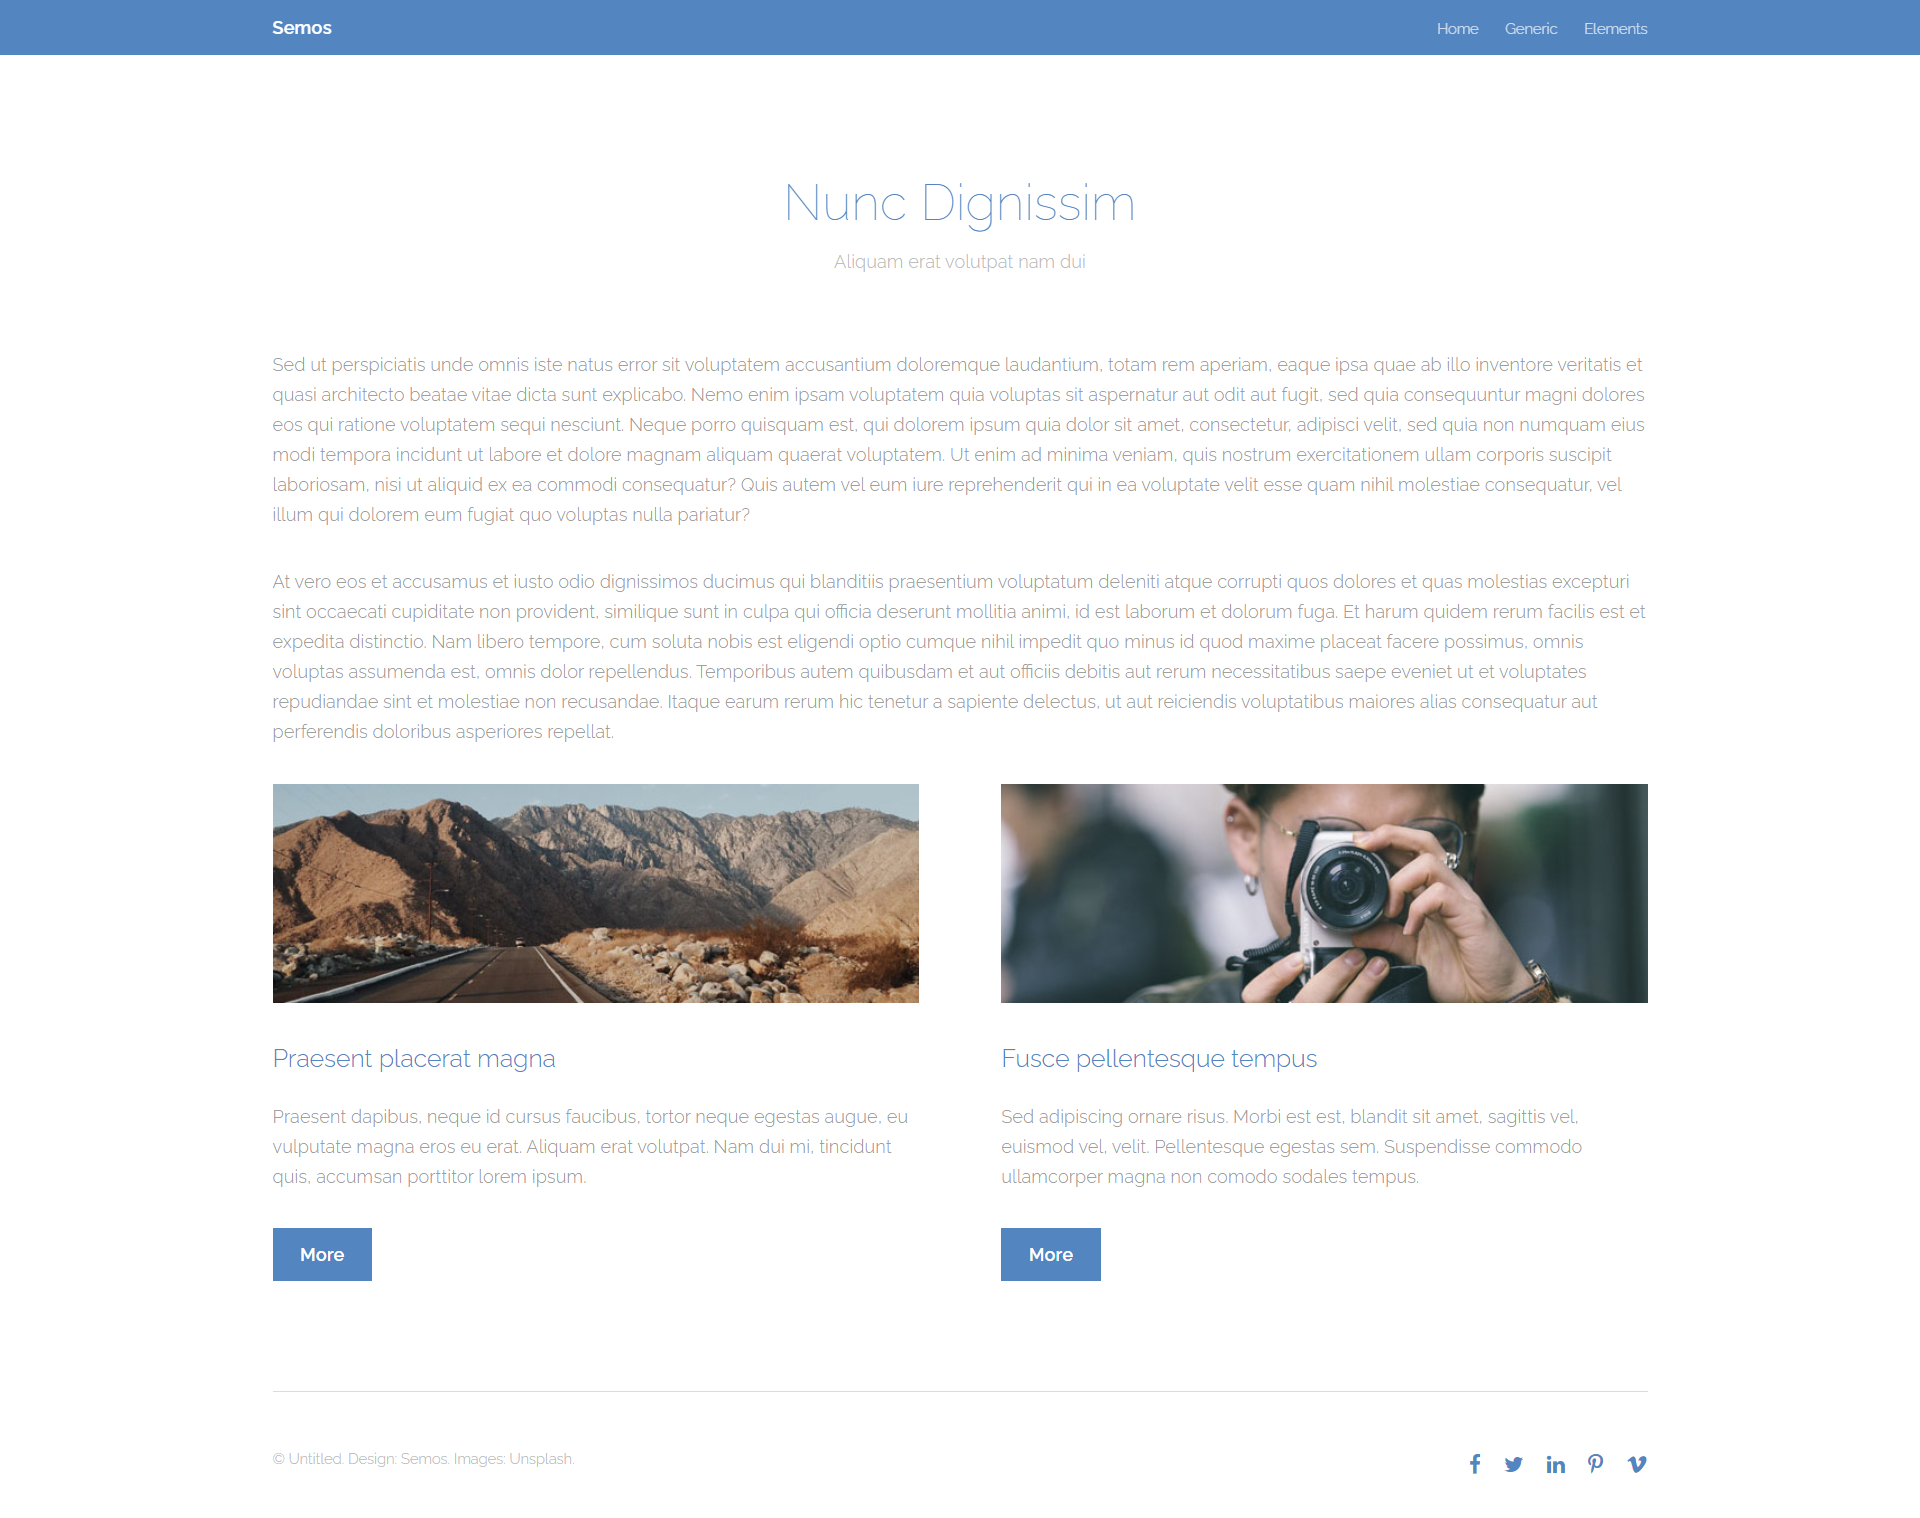 Semos
Home Generic Elements
Nunc Dignissim
Aliquam erat volutpat nam dui
Sed ut perspiciatis unde omnis iste natus error sit voluptatem accusantium doloremque laudantium, totam rem aperiam, eaque ipsa quae ab illo inventore veritatis et
quasi architecto beatae vitae dicta sunt explicabo. Nemo enim ipsam voluptatem quia voluptas sit aspernatur aut odit aut fugit, sed quia consequuntur magni dolores
eos qui ratione voluptatem sequi nesciunt. Neque porro quisquam est, qui dolorem ipsum quia dolor sit amet, consectetur, adipisci velit, sed quia non numquam eius
modi tempora incidunt ut labore et dolore magnam aliquam quaerat voluptatem. Ut enim ad minima veniam, quis nostrum exercitationem ullam corporis suscipit
laboriosam, nisi ut aliquid ex ea commodi consequatur? Quis autem vel eum iure reprehenderit qui in ea voluptate velit esse quam nihil molestiae consequatur, vel
illum qui dolorem eum fugiat quo voluptas nulla pariatur?
At vero eos et accusamus et iusto odio dignissimos ducimus qui blanditiis praesentium voluptatum deleniti atque corrupti quos dolores et quas molestias excepturi
sint occaecati cupiditate non provident, similique sunt in culpa qui officia deserunt mollitia animi, id est laborum et dolorum fuga. Et harum quidem rerum facilis est et
expedita distinctio. Nam libero tempore, cum soluta nobis est eligendi optio cumque nihil impedit quo minus id quod maxime placeat facere possimus, omnis
voluptas assumenda est, omnis dolor repellendus. Temporibus autem quibusdam et aut officiis debitis aut rerum necessitatibus saepe eveniet ut et voluptates
repudiandae sint et molestiae non recusandae. Itaque earum rerum hic tenetur a sapiente delectus, ut aut reiciendis voluptatibus maiores alias consequatur aut
perferendis doloribus asperiores repellat.
Praesent placerat magna
Praesent dapibus, neque id cursus faucibus, tortor neque egestas augue, eu
vulputate magna eros eu erat. Aliquam erat volutpat. Nam dui mi, tincidunt
quis, accumsan porttitor lorem ipsum.
More
Fusce pellentesque tempus
Sed adipiscing ornare risus. Morbi est est, blandit sit amet, sagittis vel,
euismod vel, velit. Pellentesque egestas sem. Suspendisse commodo
ullamcorper magna non comodo sodales tempus.
More
© Untitled. Design: Semos. Images: Unsplash.